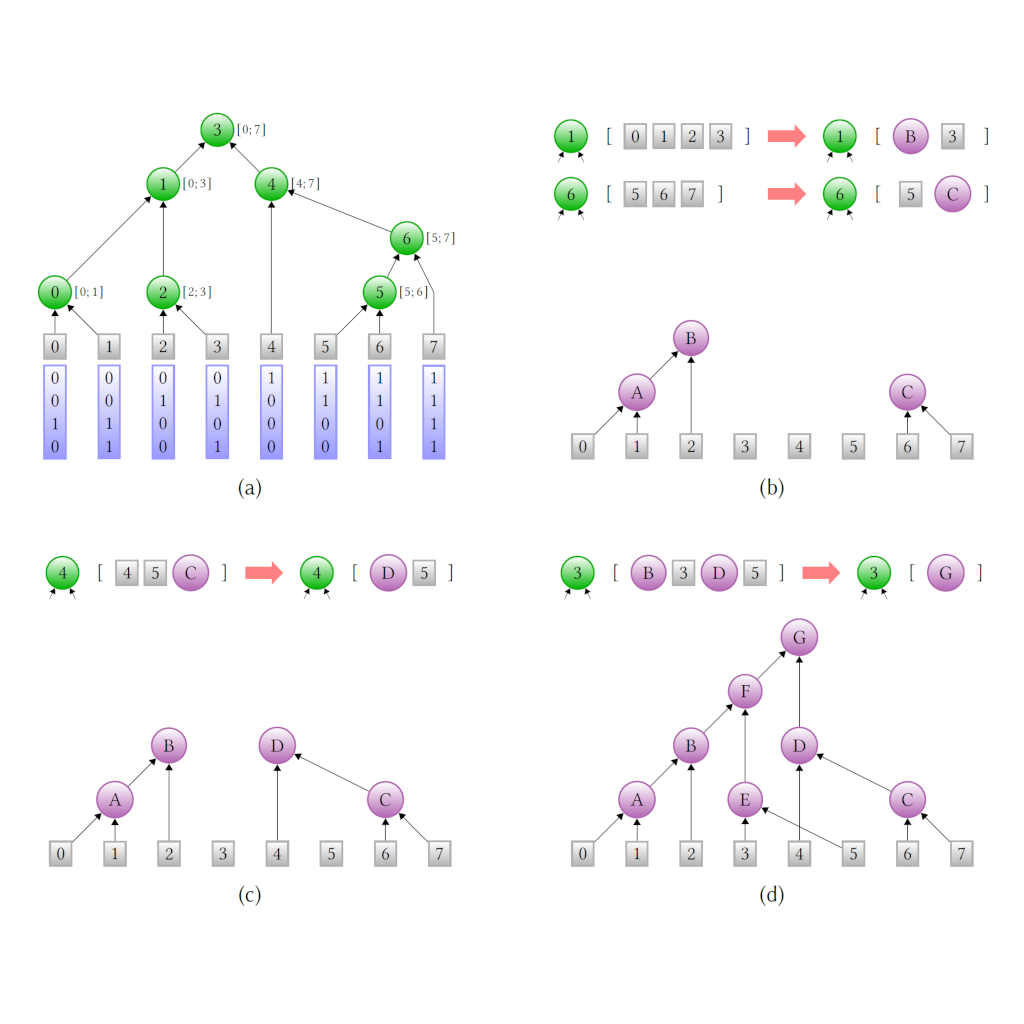 3 [0; 7]
1 [0; 3] 4 [4; 7]
6 [5; 7]
0 [0; 1] 2 [2; 3] 5 [5; 6]
0 1 2 3 4 5 6 7
0 0 0 0 1 1 1 1
0 0 1 1 0 1 1 1
1 1 0 0 0 0 0 1
0 1 0 1 0 0 1 1
(a)
1 [ 0 1 2 3 ] 1 [ B 3 ]
6 [ 5 6 7 ] 6 [ 5 C ]
B
A C
0 1 2 3 4 5 6 7
(b)
4 [ 4 5 C ] 4 [ D 5 ]
B D
A C
0 1 2 3 4 5 6 7
(c)
3 [ B 3 D 5 ] 3 [ G ]
G
F
B D
A E C
0 1 2 3 4 5 6 7
(d)